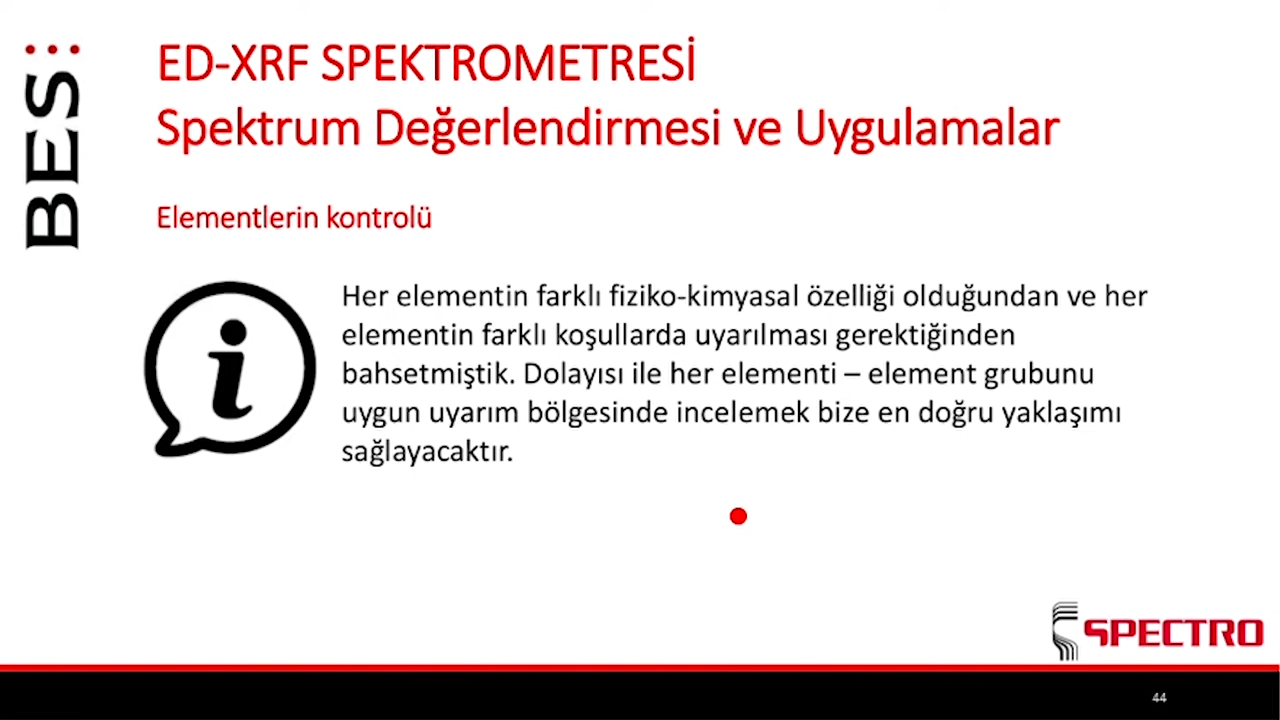 BES
ED-XRF SPEKTROMETRESİ
Spektrum Değerlendirmesi ve Uygulamalar
Elementlerin kontrolü
Her elementin farklı fiziko-kimyasal özelliği olduğundan ve her
elementin farklı koşullarda uyarılması gerektiğinden
bahsetmiştik. Dolayısı ile her elementi – element grubunu
uygun uyarım bölgesinde incelemek bize en doğru yaklaşımı
sağlayacaktır.
SPECTRO
44